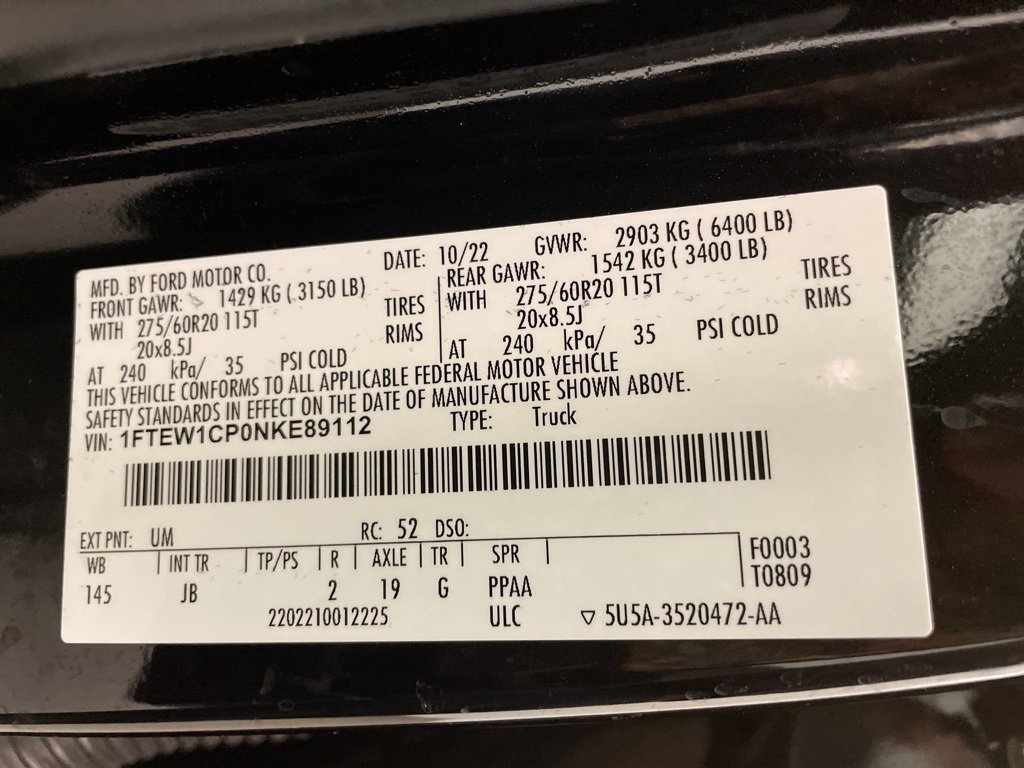 MFD. BY FORD MOTOR CO. DATE: 10/22 GVWR: 2903 KG ( 6400 LB)
FRONT GAWR: 1429 KG ( 3150 LB) REAR GAWR: 1542 KG ( 3400 LB)
WITH 275/60R20 115T TIRES WITH 275/60R20 115T TIRES
20x8.5J RIMS 20x8.5J RIMS
AT 240 kPa/ 35 PSI COLD AT 240 kPa/ 35 PSI COLD
THIS VEHICLE CONFORMS TO ALL APPLICABLE FEDERAL MOTOR VEHICLE
SAFETY STANDARDS IN EFFECT ON THE DATE OF MANUFACTURE SHOWN ABOVE.
VIN: 1FTEW1CP0NKE89112 TYPE: Truck
EXT PNT: UM RC: 52 DSO:
WB INT TR TP/PS R AXLE TR SPR F0003
145 JB 2 19 G PPAA T0809
2202210012225 ULC ▽ 5U5A-3520472-AA